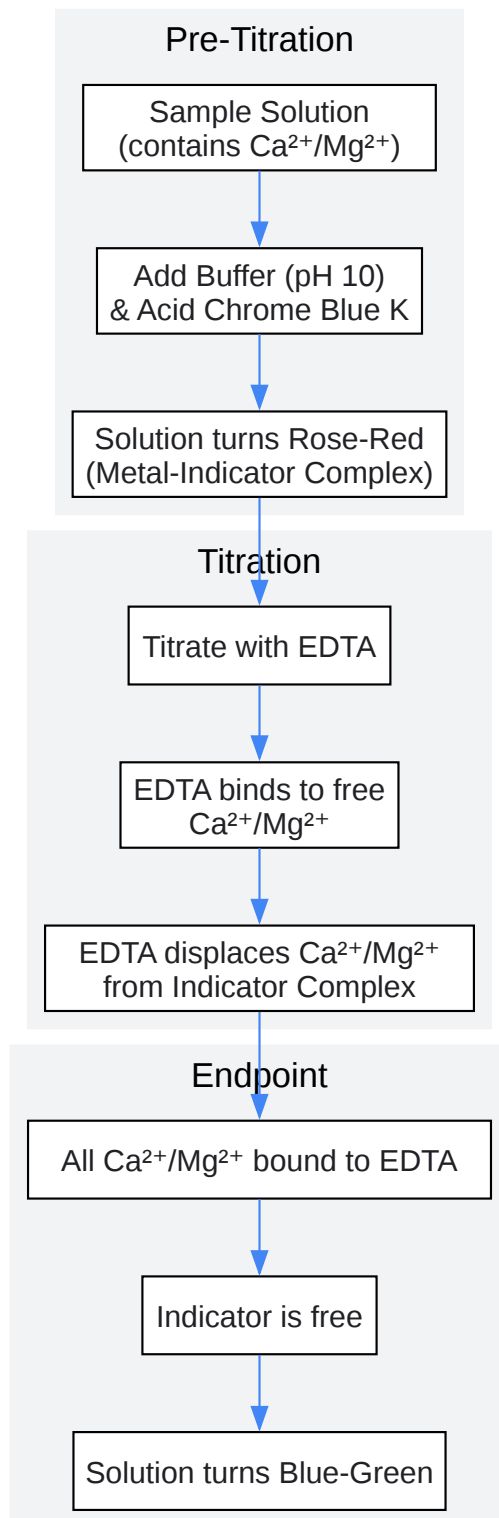 Pre-Titration
Sample Solution
(contains Ca²⁺/Mg²⁺)
Add Buffer (pH 10)
& Acid Chrome Blue K
Solution turns Rose-Red
(Metal-Indicator Complex)
Titration
Titrate with EDTA
EDTA binds to free
Ca²⁺/Mg²⁺
EDTA displaces Ca²⁺/Mg²⁺
from Indicator Complex
Endpoint
All Ca²⁺/Mg²⁺ bound to EDTA
Indicator is free
Solution turns Blue-Green